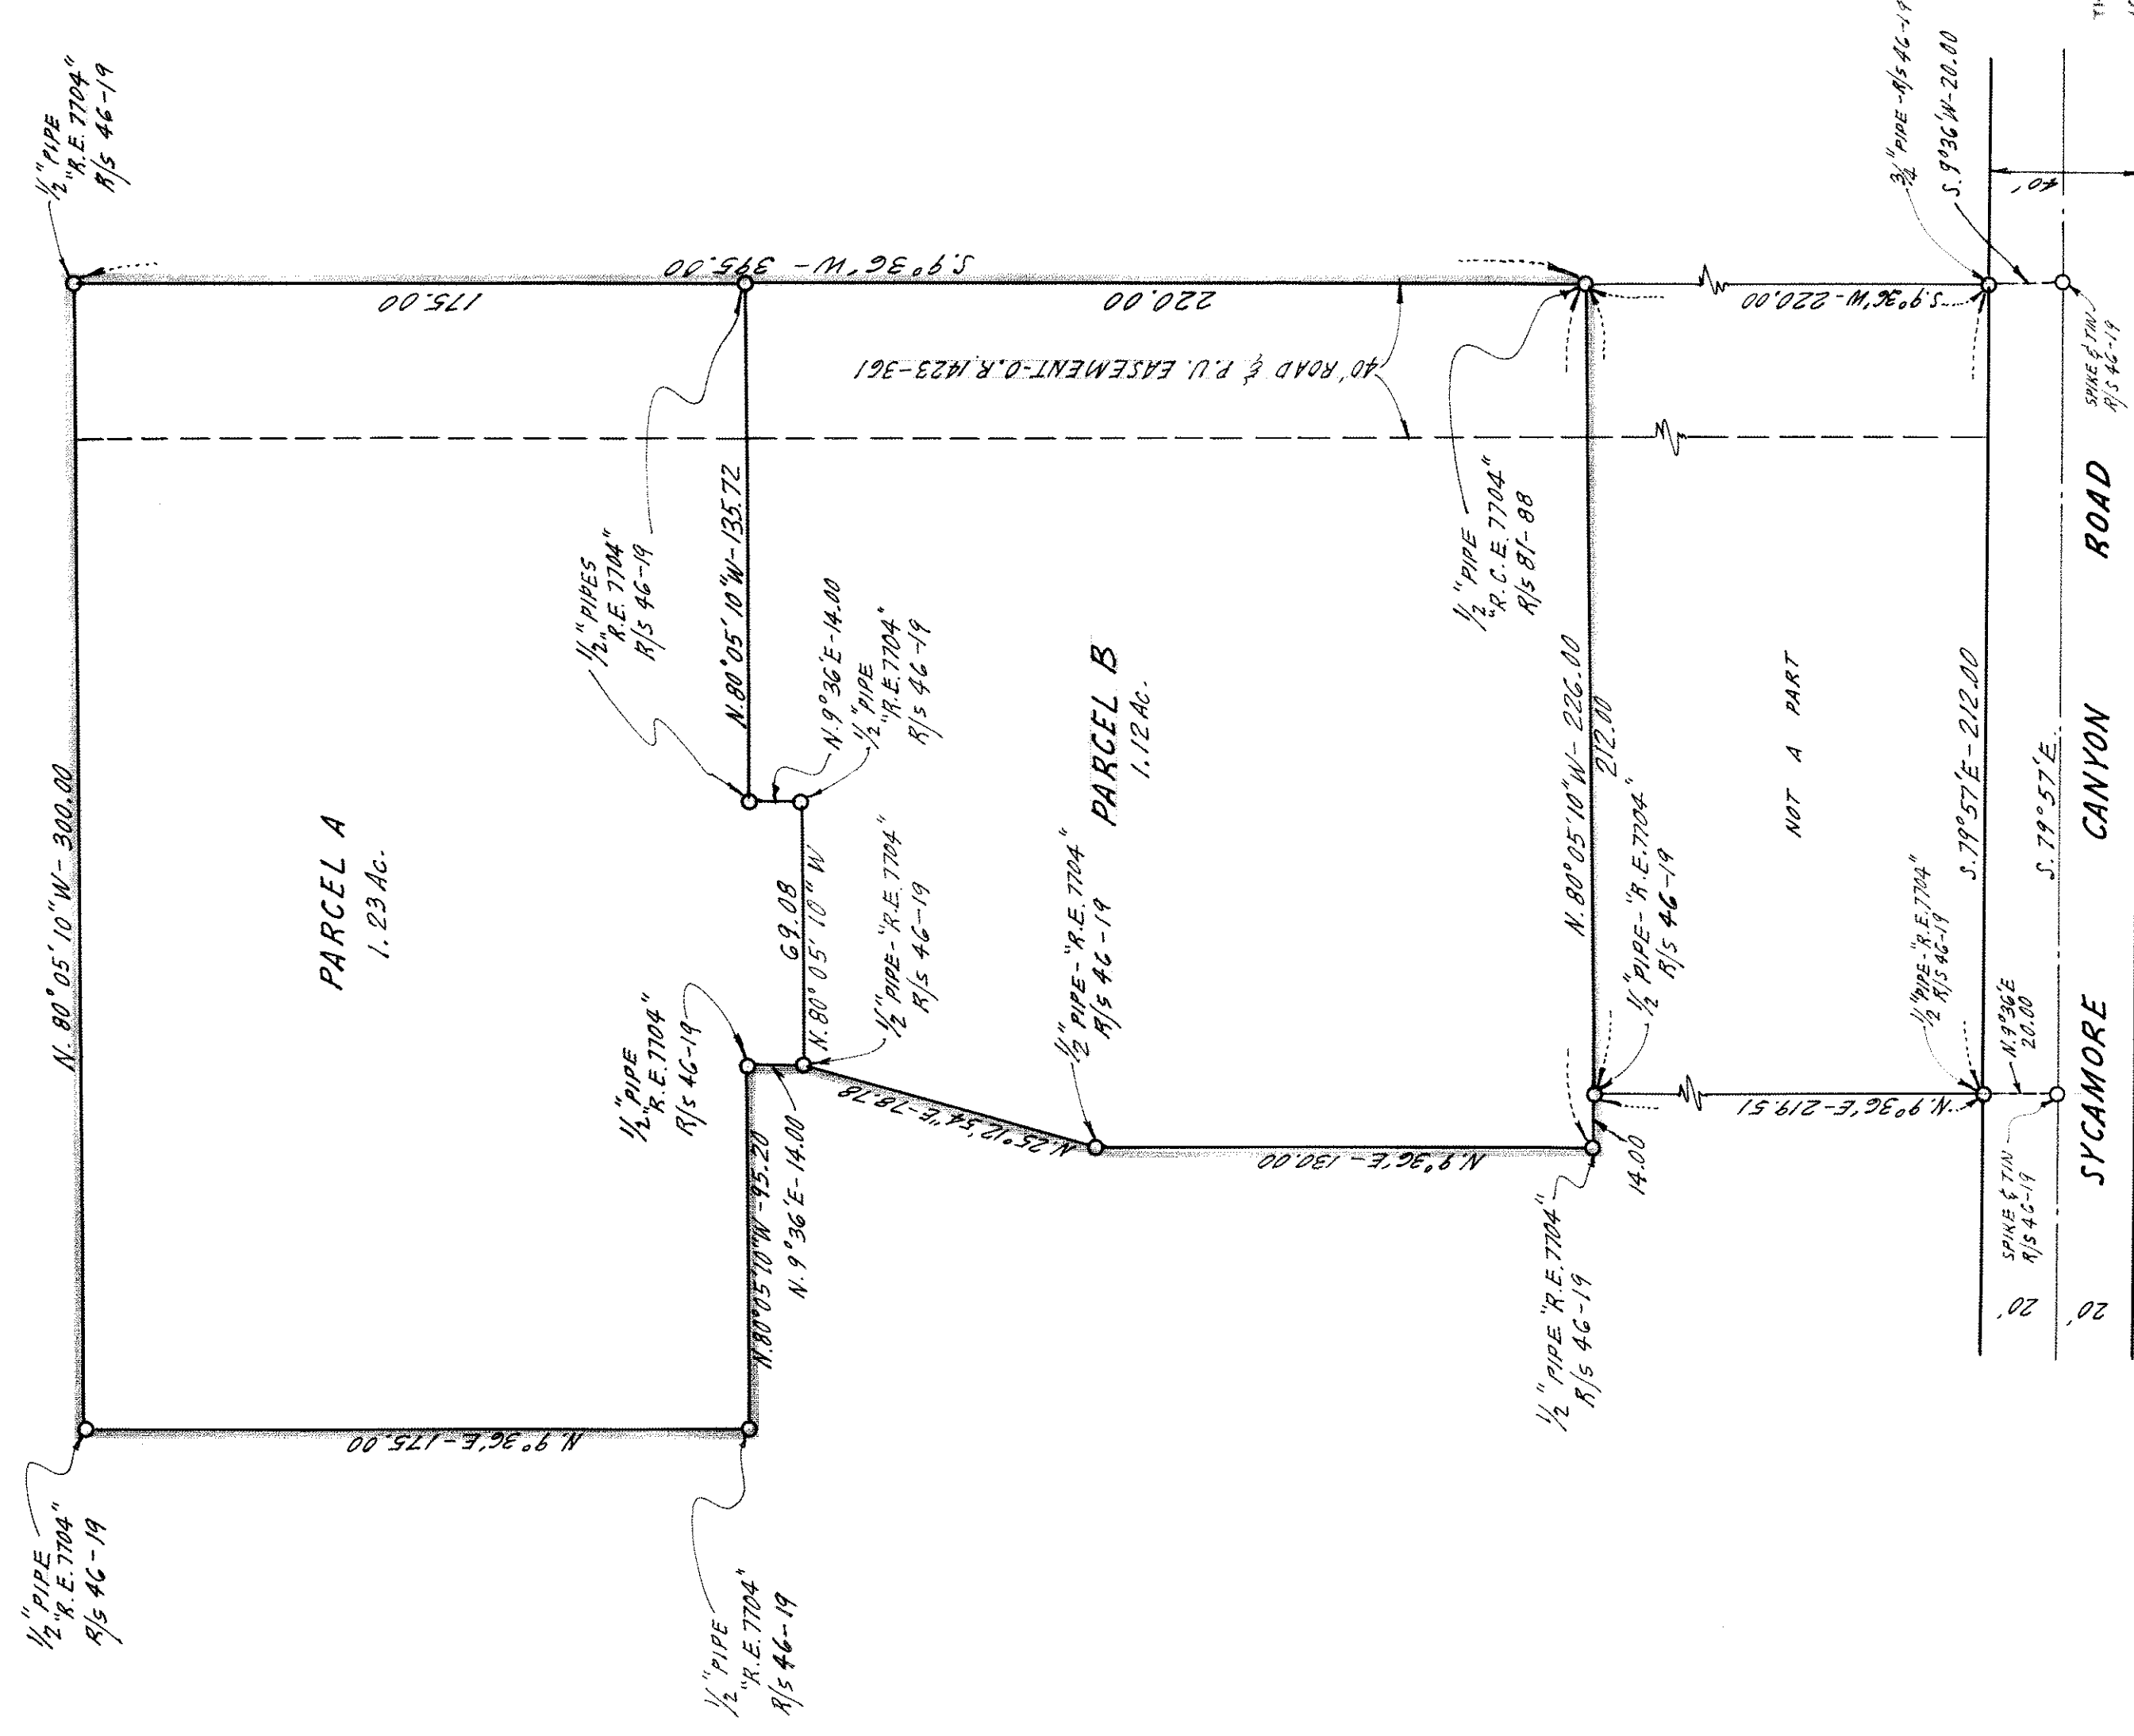 1/2" PIPE
"R.E. 7704"
R/S 46-19
N. 80° 05' 10" W - 300.00
1/2" PIPE
"R.E. 7704"
R/S 46-19
PARCEL A
1.23 Ac.
175.00
S. 9° 36' W - 395.00
N. 9° 36' E - 175.00
1/2" PIPES
"R.E. 7704"
R/S 46-19
N. 80° 05' 10" W - 135.72
1/2" PIPE
"R.E. 7704"
R/S 46-19
N. 80° 05' 10" W - 95.20
1/2" PIPE
"R.E. 7704"
R/S 46-19
N. 9° 36' E - 14.00
N. 9° 36' E - 14.00
1/2" PIPE
"R.E. 7704"
R/S 46-19
69.08
N. 80° 05' 10" W
1/2" PIPE - "R.E. 7704"
R/S 46-19
N. 25° 12' 54" E - 78.78
1/2" PIPE - "R.E. 7704"
R/S 46-19
PARCEL B
1.12 Ac.
220.00
40' ROAD & P.U. EASEMENT - O.R. 1423-361
N. 9° 36' E - 130.00
1/2" PIPE
"R.C.E. 7704"
R/S 81-88
N. 80° 05' 10" W - 226.00
212.00
1/2" PIPE "R.E. 7704"
R/S 46-19
14.00
1/2" PIPE - "R.E. 7704"
R/S 46-19
NOT A PART
S. 9° 36' W - 220.00
N. 9° 36' E - 219.51
3/4" PIPE - R/S 46-19
S. 9° 36' W - 20.00
1/2" PIPE - "R.E. 7704"
R/S 46-19
S. 79° 57' E - 212.00
SPIKE & TIN
R/S 46-19
N. 9° 36' E
20.00
S. 79° 57' E.
SPIKE & TIN
R/S 46-19
40'
20'
20'
SYCAMORE CANYON ROAD